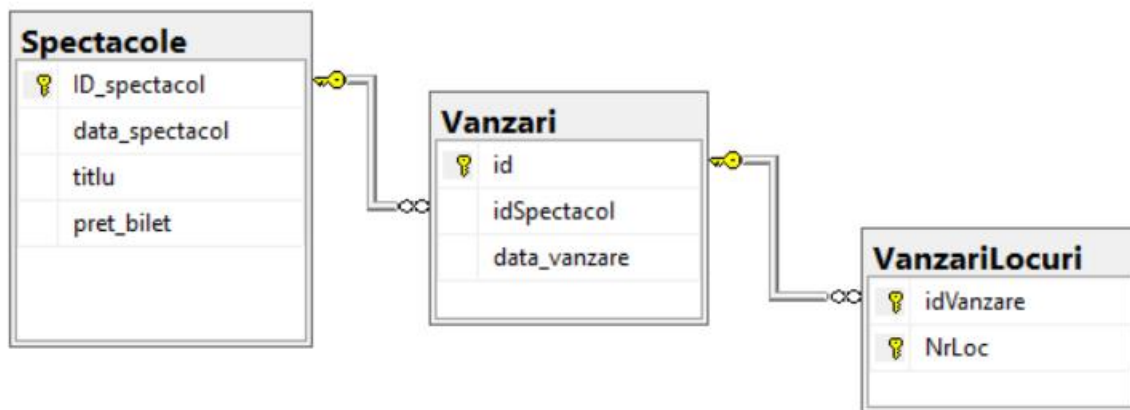 Spectacole
ID_spectacol
data_spectacol
titlu
pret_bilet
Vanzari
id
idSpectacol
data_vanzare
VanzariLocuri
idVanzare
NrLoc